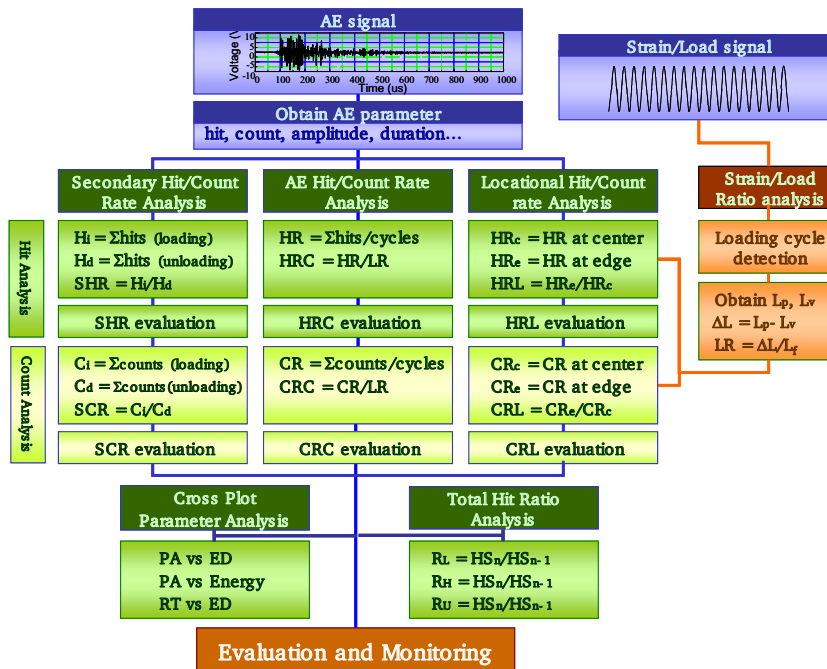 AE signal
Voltage (V
10
5
0
-5
-10
0 100 200 300 400 500 600 700 800 900 1000
Time (us)
Strain/Load signal
Obtain AE parameter
hit, count, amplitude, duration...
Secondary Hit/Count
Rate Analysis
AE Hit/Count Rate
Analysis
Locational Hit/Count
rate Analysis
Strain/Load
Ratio analysis
Hit Analysis
Hi = Σhits (loading)
Hd = Σhits (unloading)
SHR = Hi/Hd
HR = Σhits/cycles
HRC = HR/LR
HRc = HR at center
HRe = HR at edge
HRL = HRe/HRc
Loading cycle
detection
Obtain Lp, Lv
ΔL = Lp- Lv
LR = ΔL/Lf
SHR evaluation
HRC evaluation
HRL evaluation
Count Analysis
Ci = Σcounts (loading)
Cd = Σcounts(unloading)
SCR = Ci/Cd
CR = Σcounts/cycles
CRC = CR/LR
CRc = CR at center
CRe = CR at edge
CRL = CRe/CRc
SCR evaluation
CRC evaluation
CRL evaluation
Cross Plot
Parameter Analysis
Total Hit Ratio
Analysis
PA vs ED
PA vs Energy
RT vs ED
RL = HSn/HSn-1
RH = HSn/HSn-1
RU = HSn/HSn-1
Evaluation and Monitoring